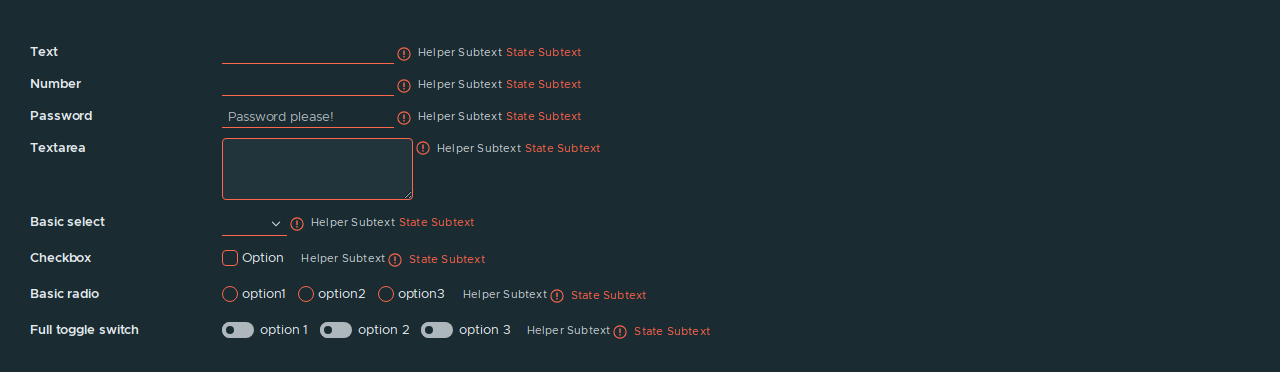 Text Helper Subtext State Subtext
Number Helper Subtext State Subtext
Password Password please! Helper Subtext State Subtext
Textarea Helper Subtext State Subtext
Basic select Helper Subtext State Subtext
Checkbox Option Helper Subtext State Subtext
Basic radio option1 option2 option3 Helper Subtext State Subtext
Full toggle switch option 1 option 2 option 3 Helper Subtext State Subtext